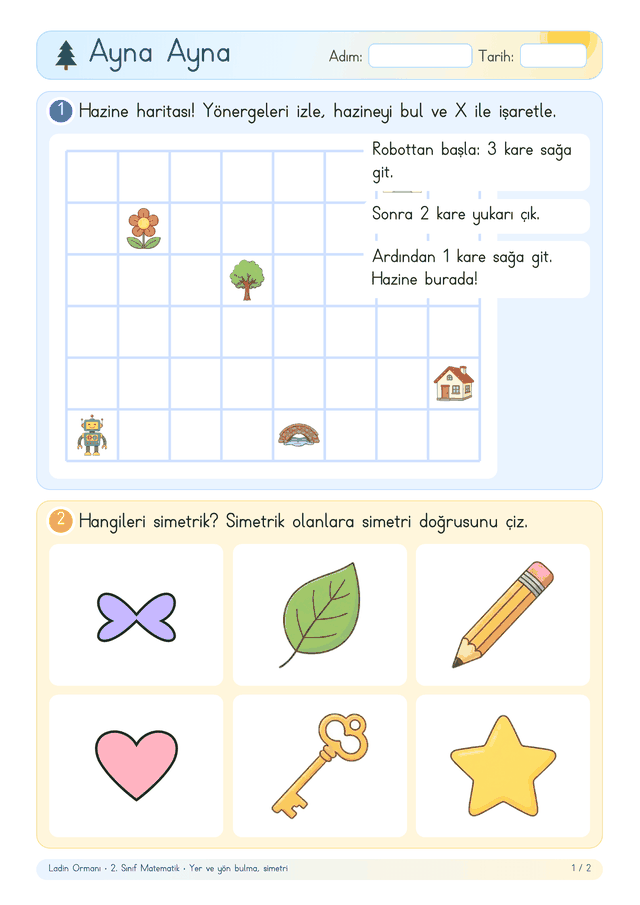 Ayna Ayna
Adım:
Tarih:
1
Hazine haritası! Yönergeleri izle, hazineyi bul ve X ile işaretle.
Robottan başla: 3 kare sağa
git.
Sonra 2 kare yukarı çık.
Ardından 1 kare sağa git.
Hazine burada!
2
Hangileri simetrik? Simetrik olanlara simetri doğrusunu çiz.
Ladin Ormanı • 2. Sınıf Matematik • Yer ve yön bulma, simetri
1 / 2